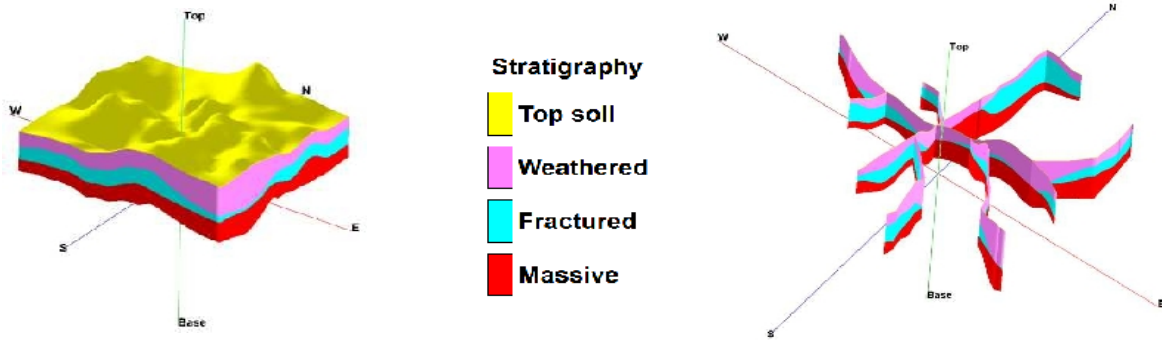 Top
N
W
S
E
Base
Stratigraphy
Top soll
Weathered
Fractured
Massive
N
W
Top
Base
E
S